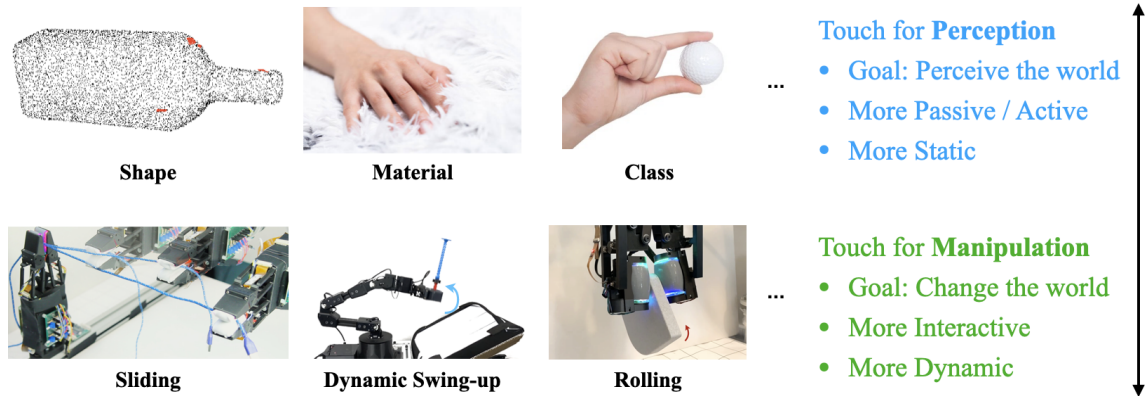 Touch for Perception
• Goal: Perceive the world
• More Passive / Active
• More Static
...
Shape
Material
Class
Touch for Manipulation
• Goal: Change the world
• More Interactive
• More Dynamic
...
Sliding
Dynamic Swing-up
Rolling